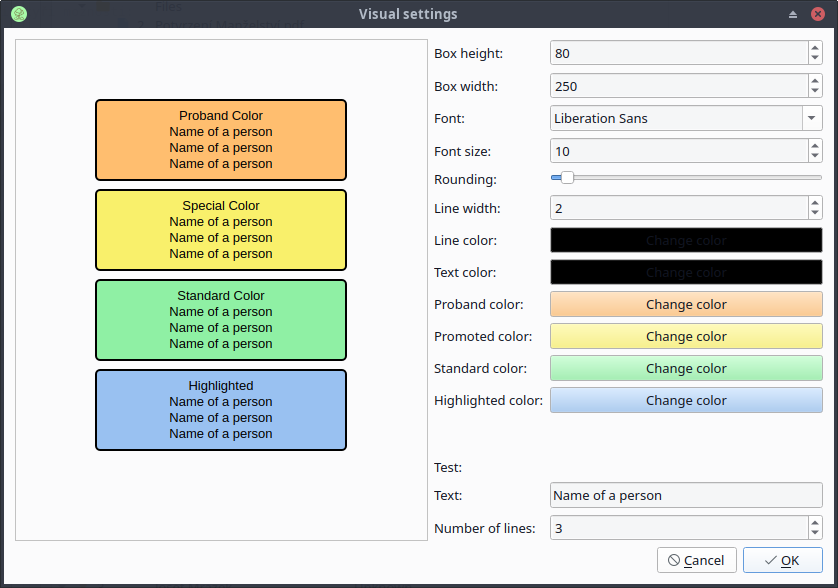 Visual settings
Proband Color
Name of a person
Name of a person
Name of a person
Special Color
Name of a person
Name of a person
Name of a person
Standard Color
Name of a person
Name of a person
Name of a person
Highlighted
Name of a person
Name of a person
Name of a person
Box height: 80
Box width: 250
Font: Liberation Sans
Font size: 10
Rounding:
Line width: 2
Line color: Change color
Text color: Change color
Proband color: Change color
Promoted color: Change color
Standard color: Change color
Highlighted color: Change color
Test:
Text: Name of a person
Number of lines: 3
Cancel OK